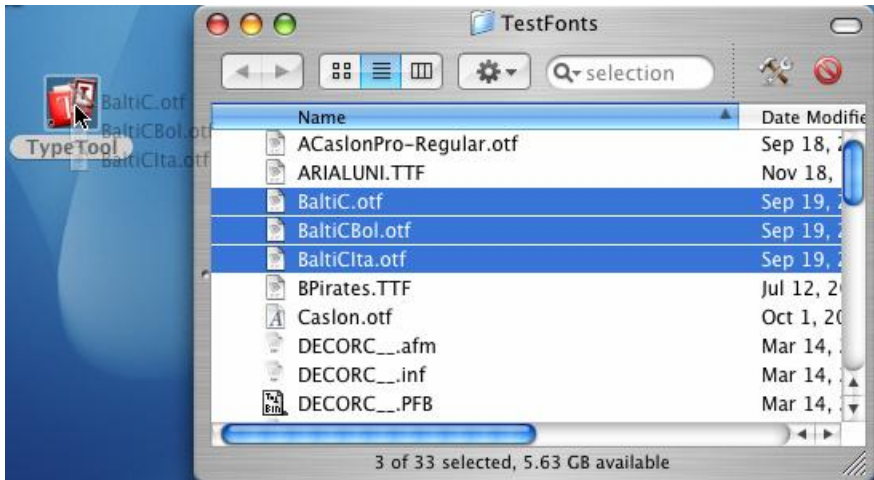 TestFonts
selection
Name Date Modifie
ACaslonPro-Regular.otf Sep 18,
ARIALUNI.TTF Nov 18,
BaltiC.otf Sep 19,
BaltiCBol.otf Sep 19,
BaltiCIta.otf Sep 19,
BPirates.TTF Jul 12, 2
Caslon.otf Oct 1, 20
DECORC__.afm Mar 14,
DECORC__.inf Mar 14,
DECORC__.PFB Mar 14,
3 of 33 selected, 5.63 GB available
BaltiC.otf
BaltiCBol.otf
TypeTool
BaltiCIta.otf